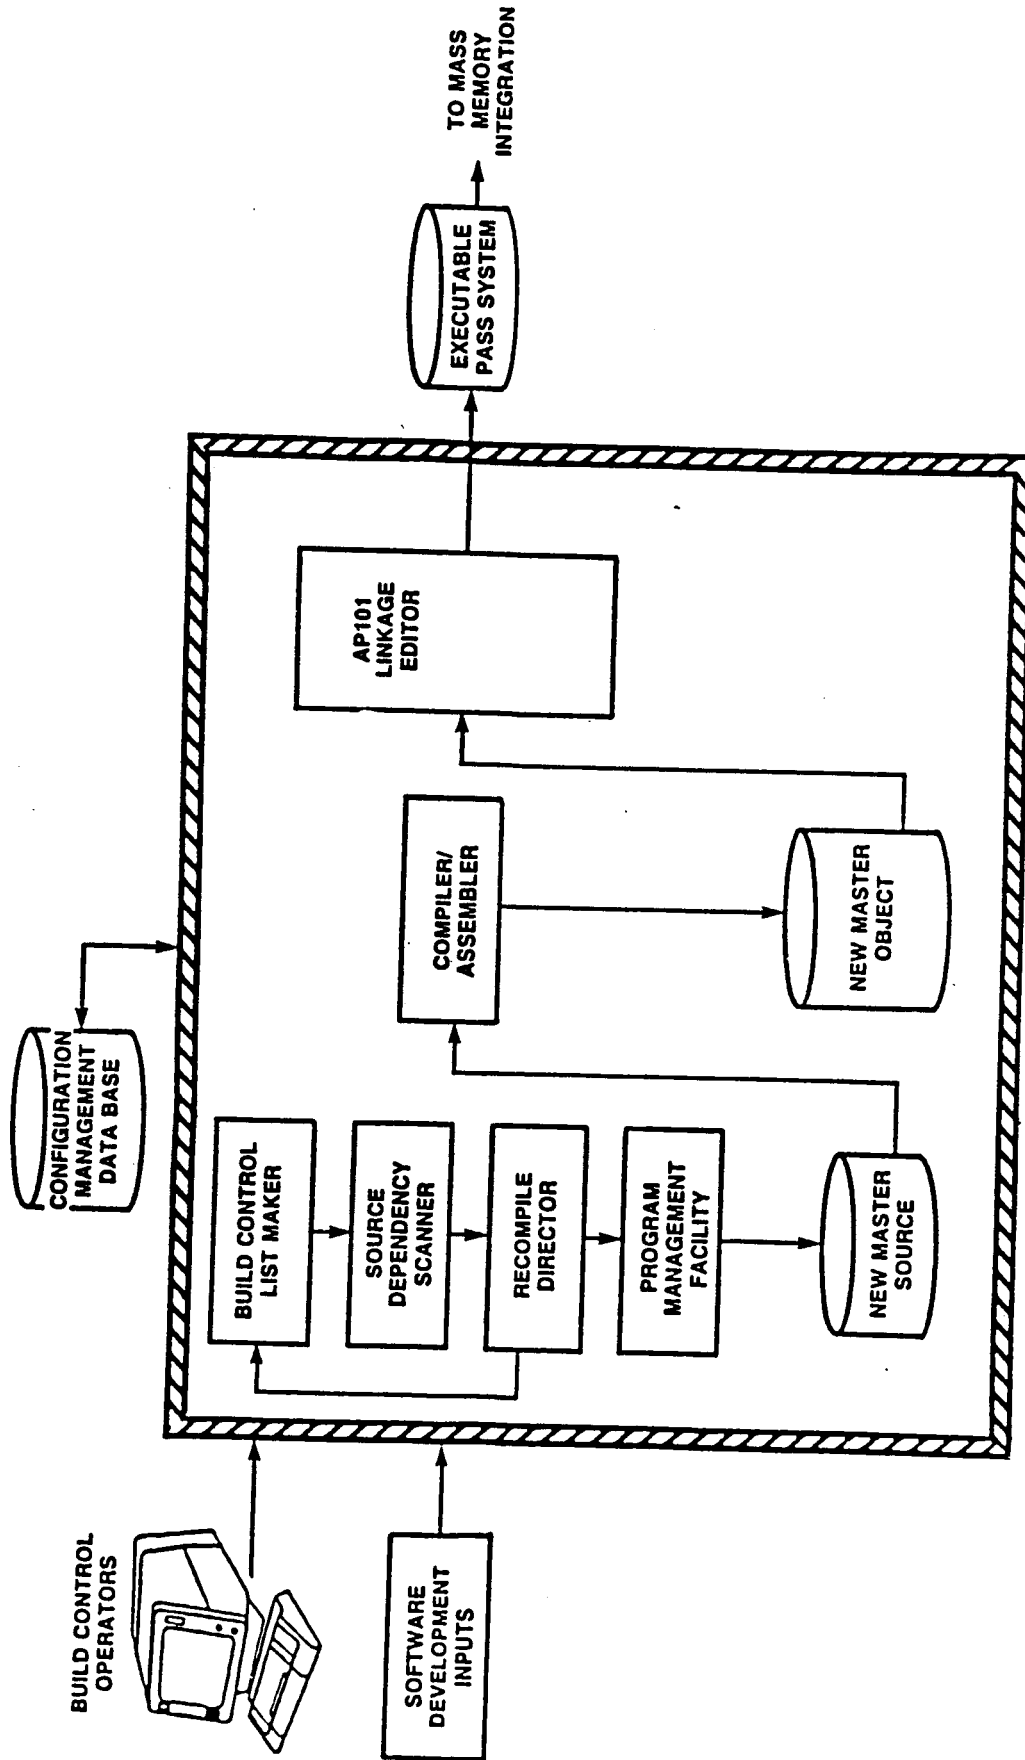 BUILD CONTROL
OPERATORS
SOFTWARE
DEVELOPMENT
INPUTS
CONFIGURATION
MANAGEMENT
DATA BASE
BUILD CONTROL
LIST MAKER
SOURCE
DEPENDENCY
SCANNER
RECOMPILE
DIRECTOR
PROGRAM
MANAGEMENT
FACILITY
NEW MASTER
SOURCE
COMPILER/
ASSEMBLER
NEW MASTER
OBJECT
AP101
LINKAGE
EDITOR
EXECUTABLE
PASS SYSTEM
TO MASS
MEMORY
INTEGRATION